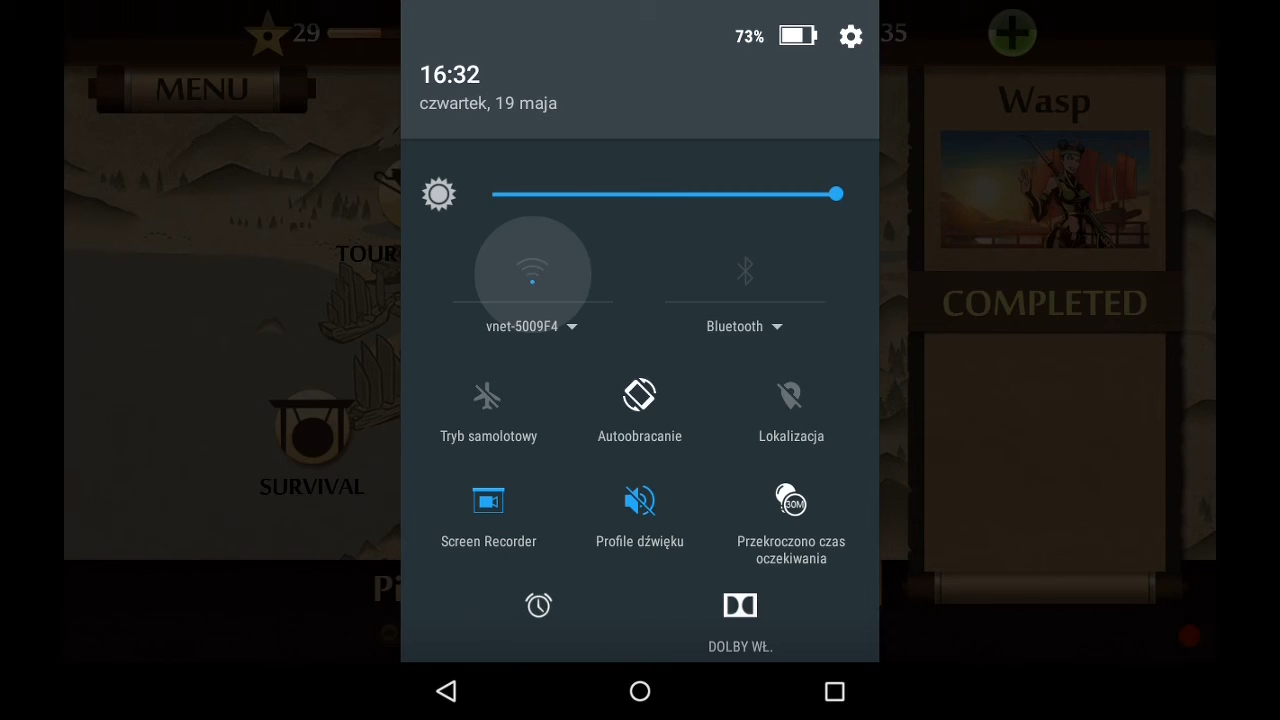 29
73%
35
16:32
czwartek, 19 maja
MENU
Wasp
TOUR
COMPLETED
vnet-5009F4
Bluetooth
Tryb samolotowy
Autoobracanie
Lokalizacja
SURVIVAL
30M
Screen Recorder
Profile dźwięku
Przekroczono czas
oczekiwania
Pi
DOLBY WŁ.